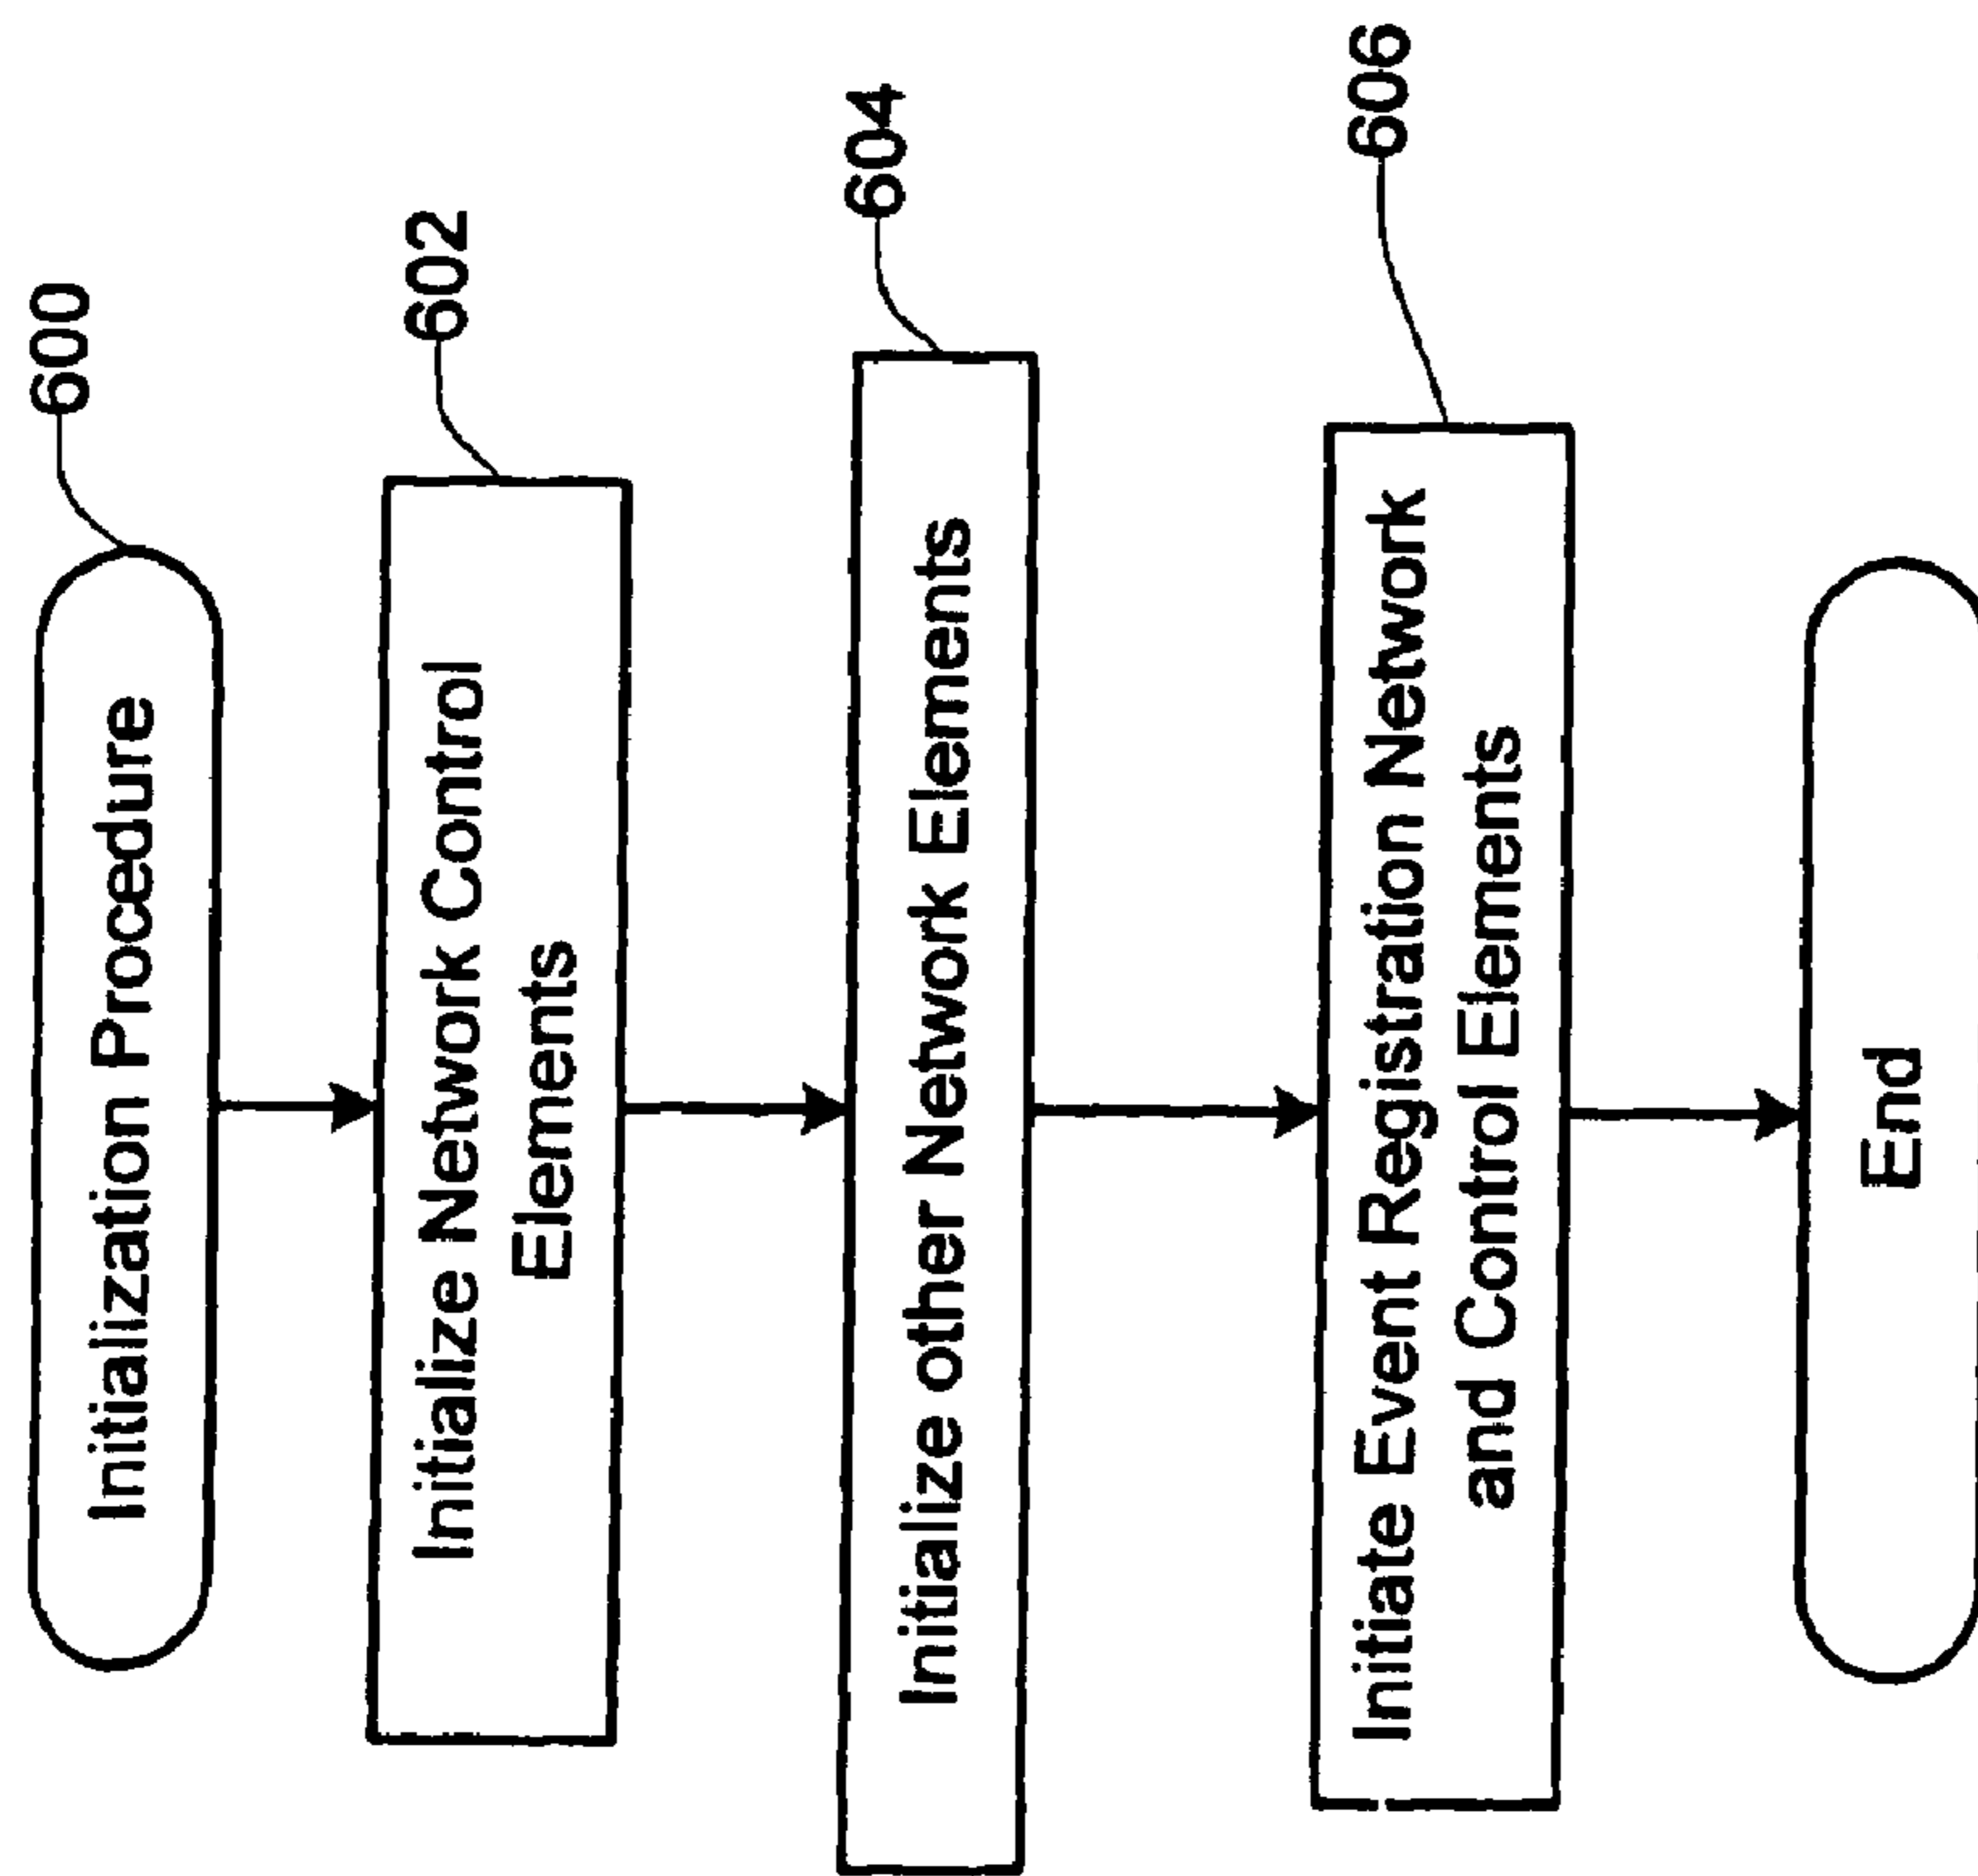 600
Initialization Procedure
602
Initialize Network Control
Elements
604
Initialize other Network Elements
606
Initiate Event Registration Network
and Control Elements
End